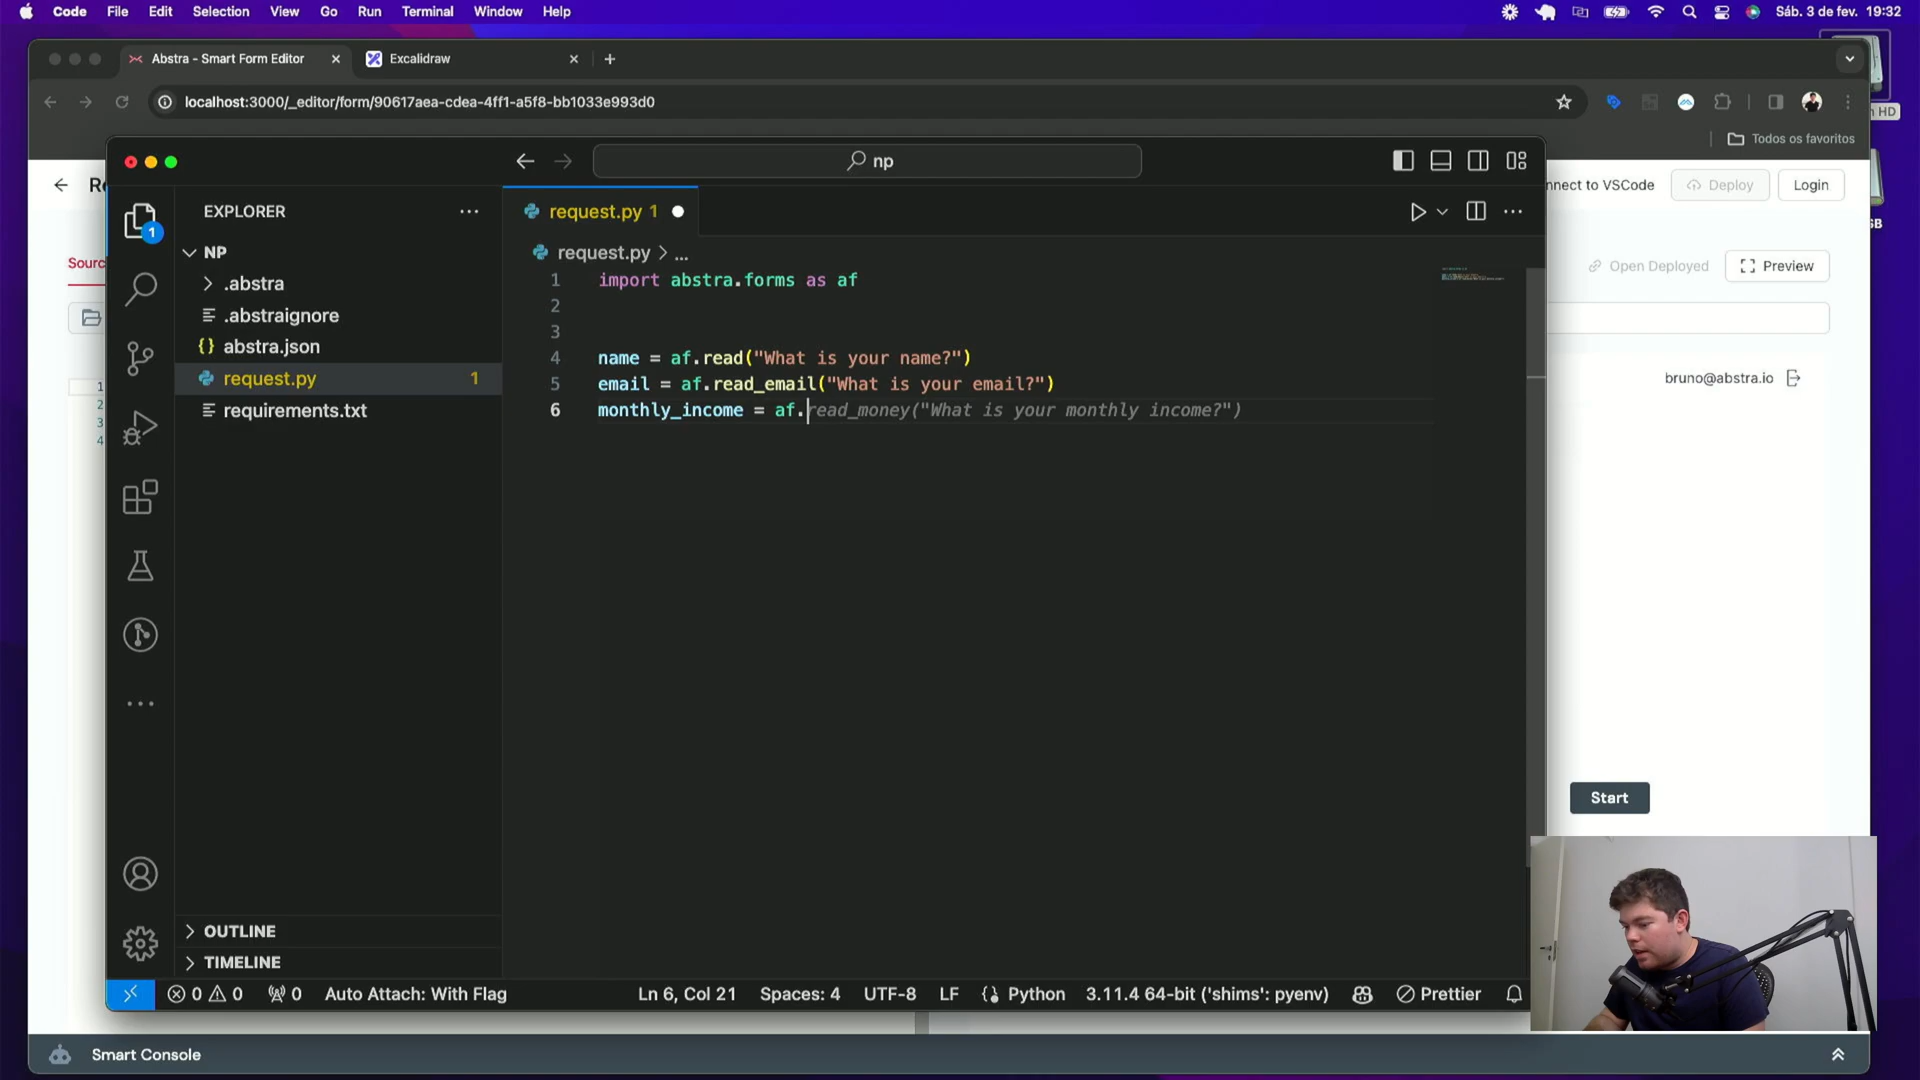 Code File Edit Selection View Go Run Terminal Window Help Sáb. 3 de fev. 19:32
Abstra - Smart Form Editor Excalidraw
localhost:3000/_editor/form/90617aea-cdea-4ff1-a5f8-bb1033e993d0
HD
Todos os favoritos
np
Connect to VSCode Deploy Login
EXPLORER
request.py 1
Open Deployed Preview
NP
request.py > ...
.abstra
.abstraignore
abstra.json
request.py 1
requirements.txt
1 import abstra.forms as af
2
3
4 name = af.read("What is your name?")
5 email = af.read_email("What is your email?")
6 monthly_income = af.read_money("What is your monthly income?")
1
2
3
4
bruno@abstra.io
Start
OUTLINE
TIMELINE
0 0 0 Auto Attach: With Flag Ln 6, Col 21 Spaces: 4 UTF-8 LF Python 3.11.4 64-bit ('shims': pyenv) Prettier
Smart Console